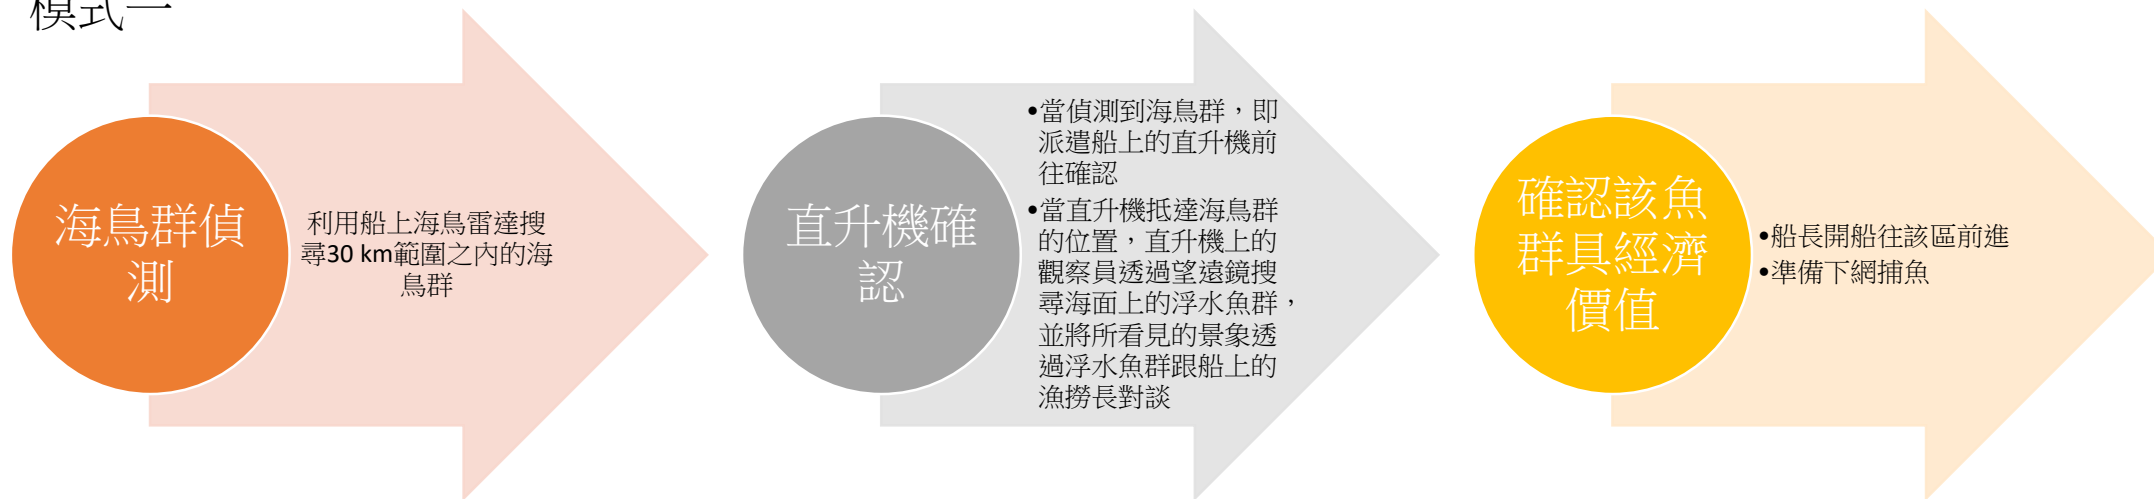 模式一
海鳥群偵
測
利用船上海鳥雷達搜
尋30 km範圍之內的海
鳥群
直升機確
認
•當偵測到海鳥群，即
派遣船上的直升機前
往確認
•當直升機抵達海鳥群
的位置，直升機上的
觀察員透過望遠鏡搜
尋海面上的浮水魚群，
並將所看見的景象透
過浮水魚群跟船上的
漁撈長對談
確認該魚
群具經濟
價值
•船長開船往該區前進
•準備下網捕魚